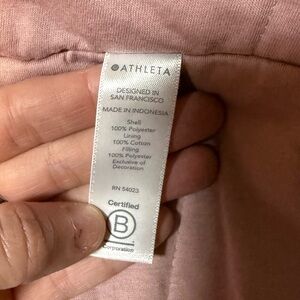 ATHLETA
DESIGNED IN
SAN FRANCISCO
MADE IN INDONESIA
Shell
100% Polyester
Lining
100% Cotton
Filling
100% Polyester
Exclusive of
Decoration
RN 54023
Certified
B
Corporation